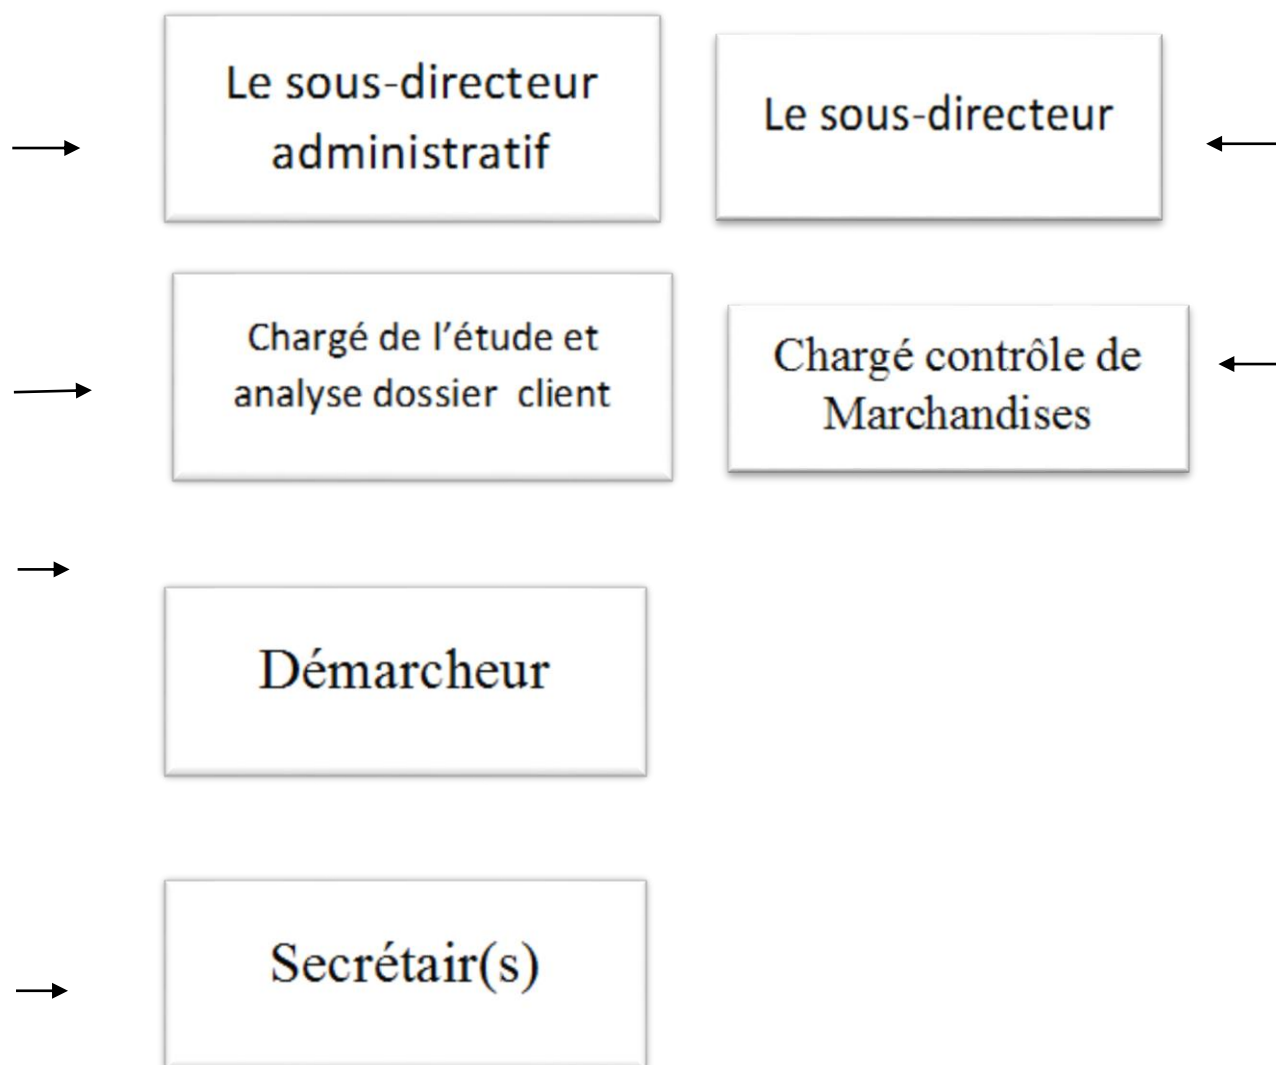 Le sous-directeur
administratif
Le sous-directeur
Chargé de l'étude et
analyse dossier client
Chargé contrôle de
Marchandises
Démarcheur
Secrétair(s)